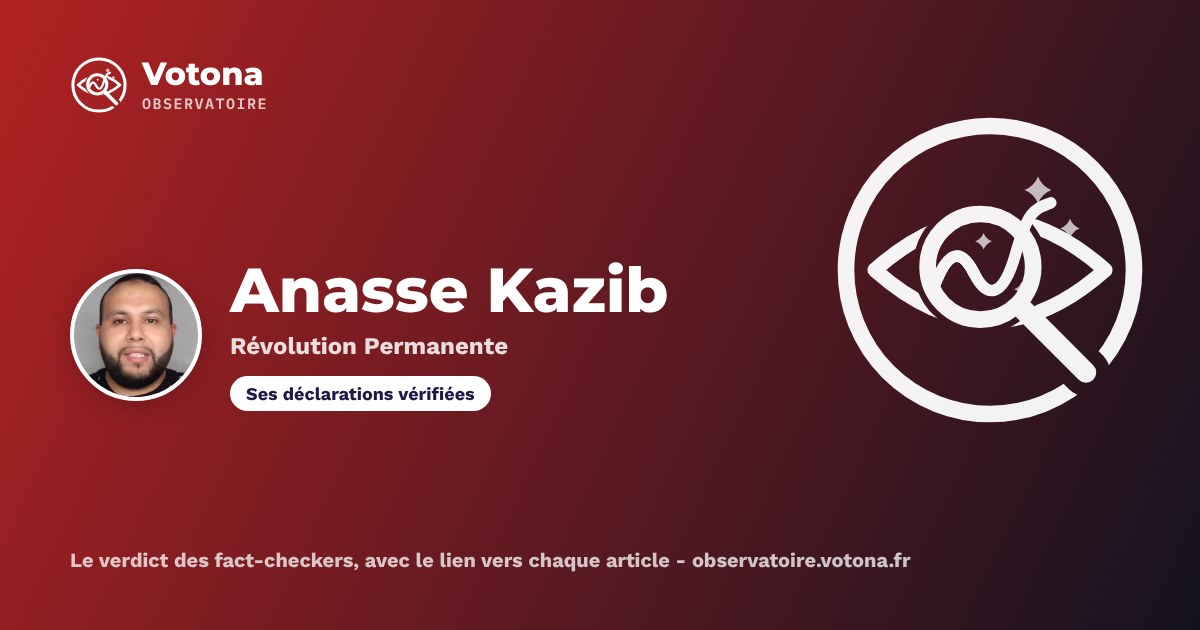 Votona
OBSERVATOIRE
Anasse Kazib
Révolution Permanente
Ses déclarations vérifiées
Le verdict des fact-checkers, avec le lien vers chaque article - observatoire.votona.fr